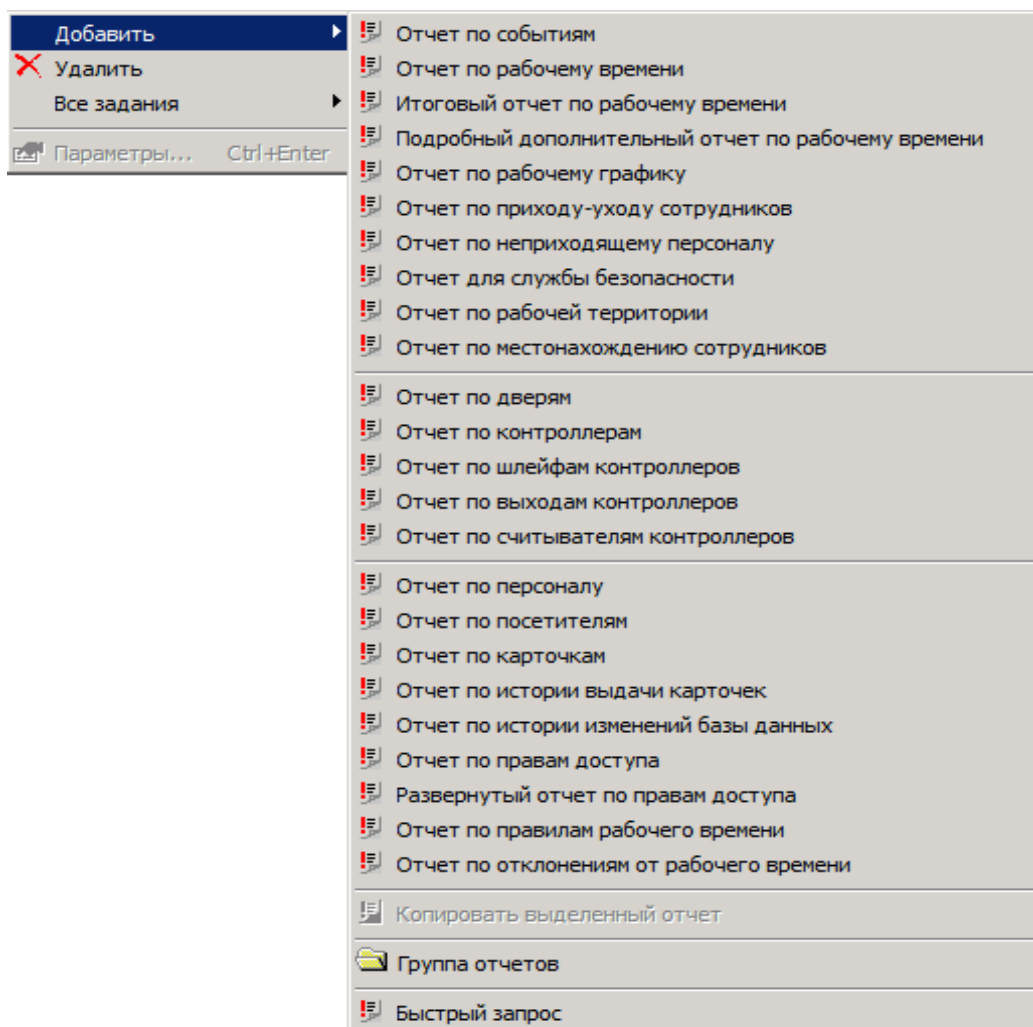 Добавить
Удалить
Все задания
Параметры... Ctrl+Enter
Отчет по событиям
Отчет по рабочему времени
Итоговый отчет по рабочему времени
Подробный дополнительный отчет по рабочему времени
Отчет по рабочему графику
Отчет по приходу-уходу сотрудников
Отчет по неприходящему персоналу
Отчет для службы безопасности
Отчет по рабочей территории
Отчет по местонахождению сотрудников
Отчет по дверям
Отчет по контроллерам
Отчет по шлейфам контроллеров
Отчет по выходам контроллеров
Отчет по считывателям контроллеров
Отчет по персоналу
Отчет по посетителям
Отчет по карточкам
Отчет по истории выдачи карточек
Отчет по истории изменений базы данных
Отчет по правам доступа
Развернутый отчет по правам доступа
Отчет по правилам рабочего времени
Отчет по отклонениям от рабочего времени
Копировать выделенный отчет
Группа отчетов
Быстрый запрос